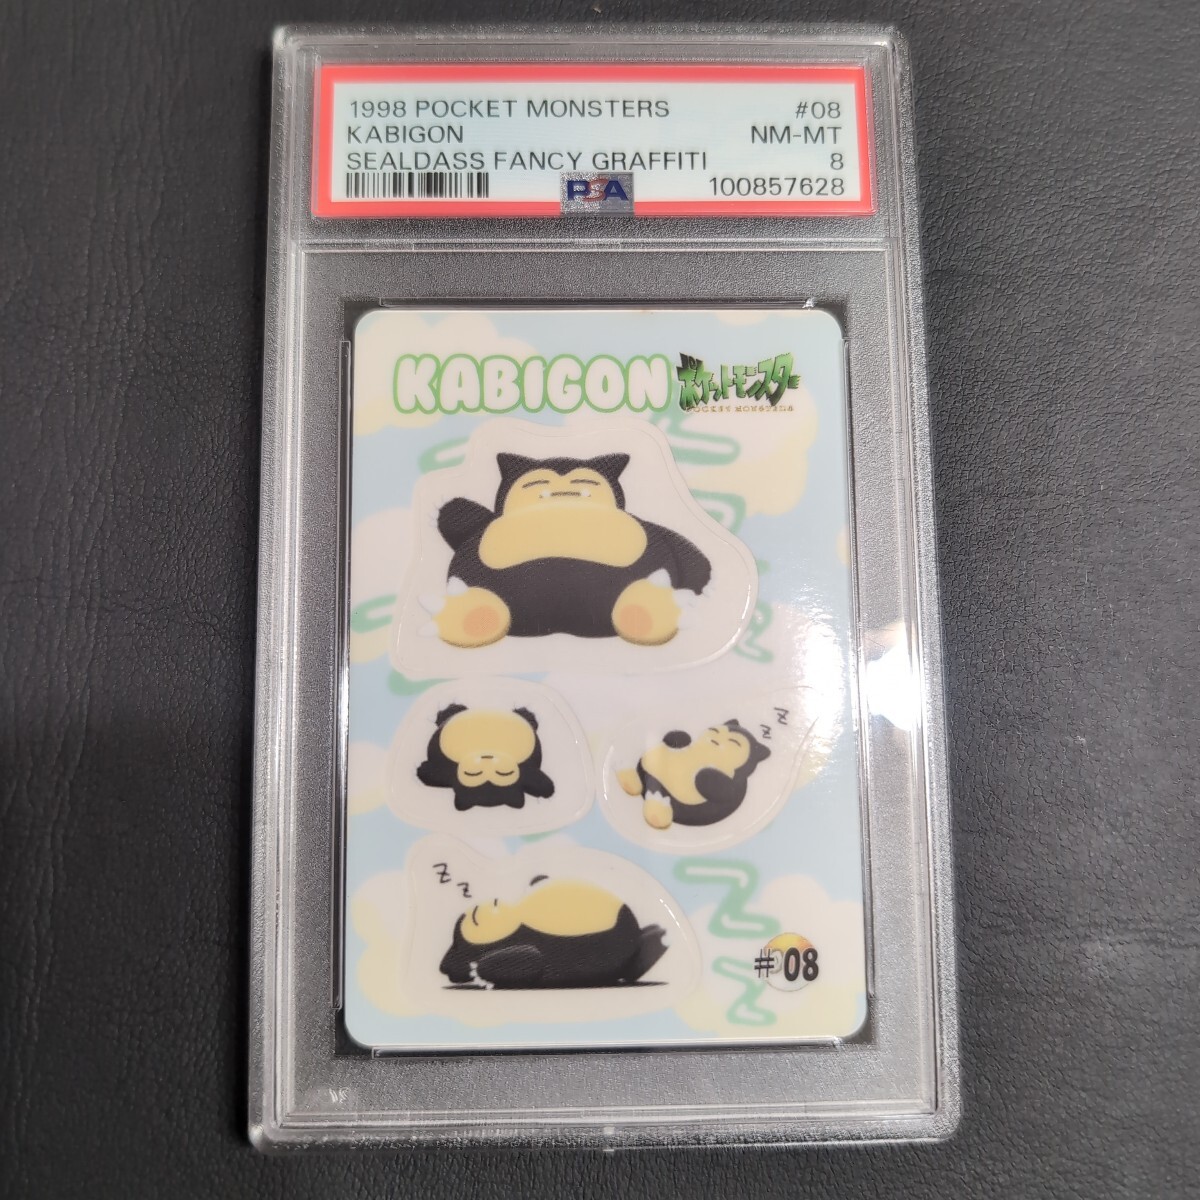 1998 POCKET MONSTERS #08
KABIGON NM-MT
SEALDASS FANCY GRAFFITI 8
PSA 100857628
KABIGON ポケットモンスター
POCKET MONSTERS
z z
z z
#08